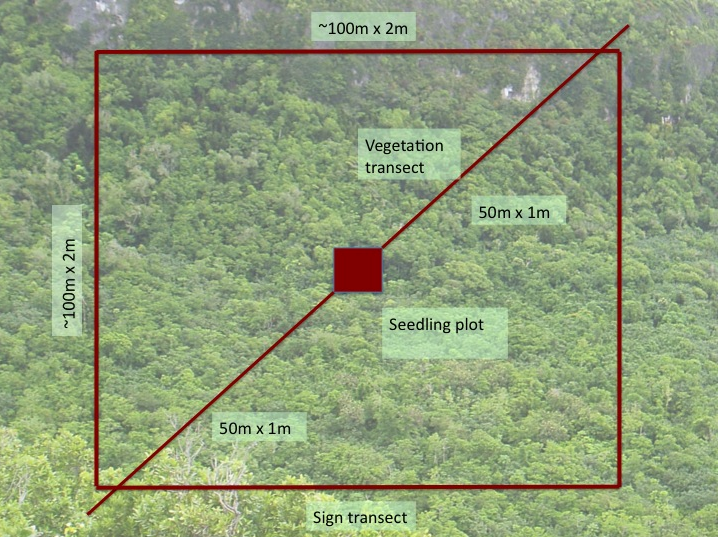 ~100m x 2m
Vegetation
transect
50m x 1m
~100m x 2m
Seedling plot
50m x 1m
Sign transect